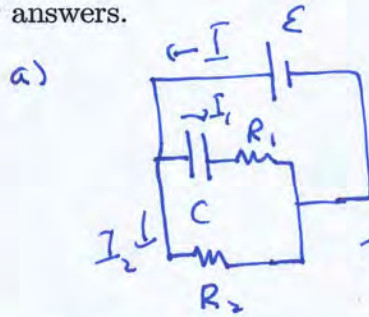 answers.
← I ε
a)
→ I₁
R₁
C
I₂ ↓
R₂